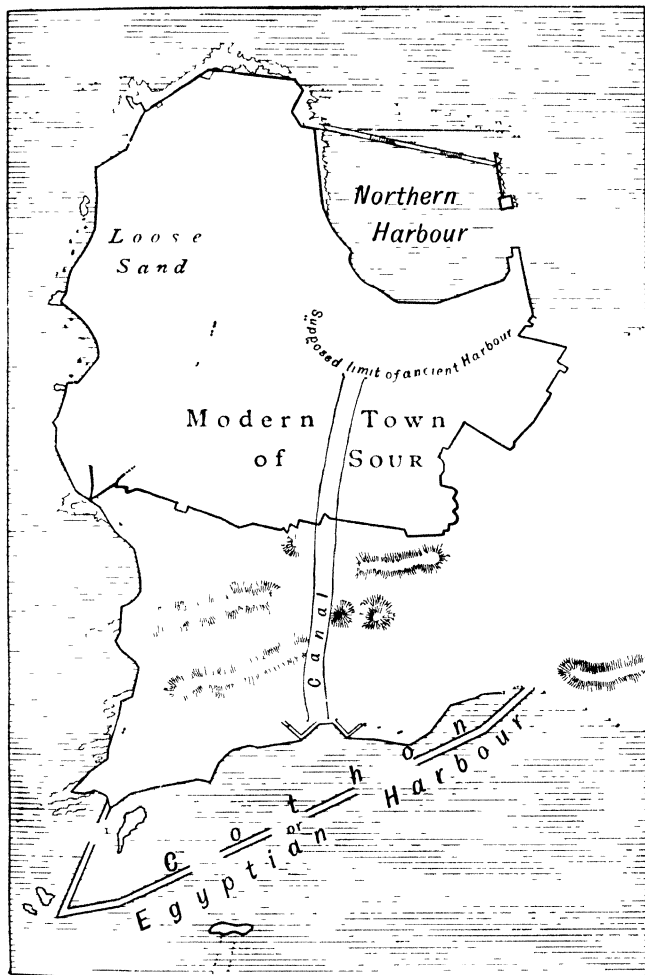 Northern
Harbour
Loose
Sand
Supposed limit of ancient Harbour
Modern Town
of Sour
Canal
Cothon
or
Egyptian Harbour